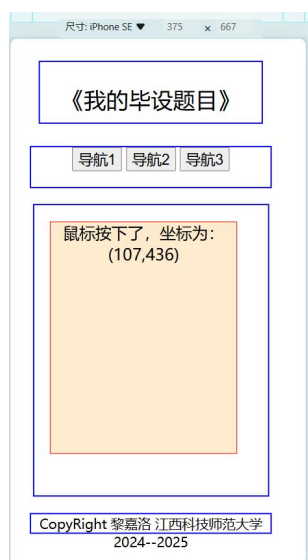 尺寸: iPhone SE ▼ 375 × 667
《我的毕设题目》
导航1 导航2 导航3
鼠标按下了，坐标为：
(107,436)
CopyRight 黎嘉洛 江西科技师范大学
2024--2025